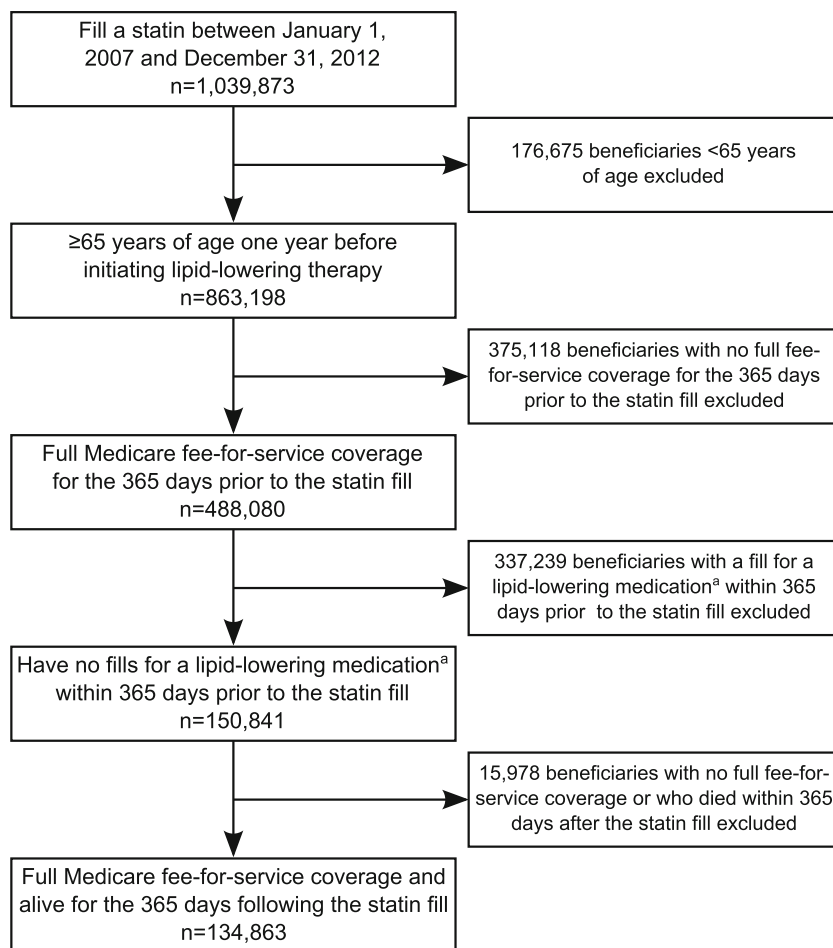 Fill a statin between January 1,
2007 and December 31, 2012
n=1,039,873
176,675 beneficiaries <65 years
of age excluded
≥65 years of age one year before
initiating lipid-lowering therapy
n=863,198
375,118 beneficiaries with no full fee-
for-service coverage for the 365 days
prior to the statin fill excluded
Full Medicare fee-for-service coverage
for the 365 days prior to the statin fill
n=488,080
337,239 beneficiaries with a fill for a
lipid-lowering medicationᵃ within 365
days prior to the statin fill excluded
Have no fills for a lipid-lowering medicationᵃ
within 365 days prior to the statin fill
n=150,841
15,978 beneficiaries with no full fee-for-
service coverage or who died within 365
days after the statin fill excluded
Full Medicare fee-for-service coverage and
alive for the 365 days following the statin fill
n=134,863